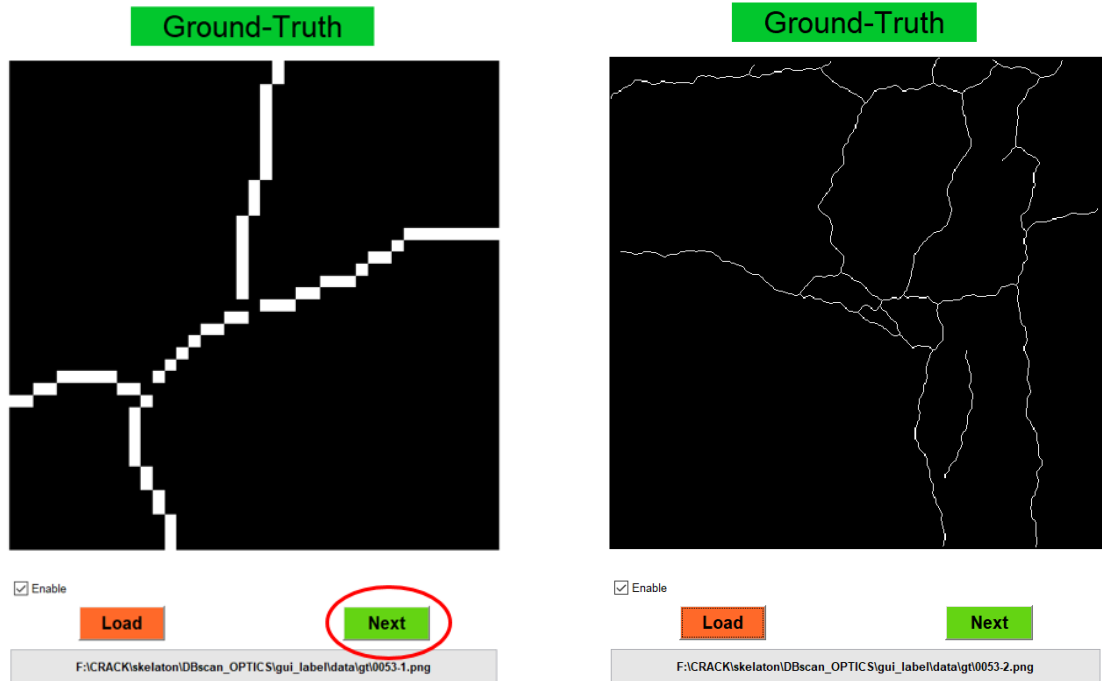 Ground-Truth
Enable
Load
Next
F:\CRACK\skelaton\DBscan_OPTICS\gui_label\data\gt\0053-1.png
Ground-Truth
Enable
Load
Next
F:\CRACK\skelaton\DBscan_OPTICS\gui_label\data\gt\0053-2.png